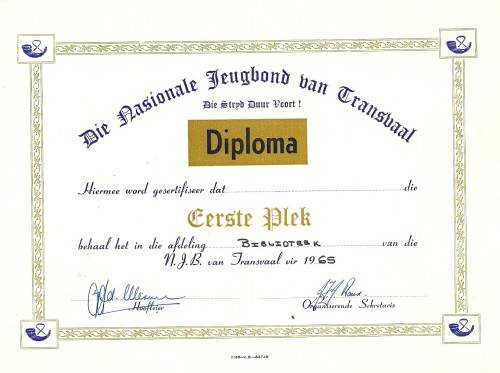 Die Nasionale Jeugbond van Transvaal
Die Stryd Duur Voort!
Diploma
Hiermee word gesertifiseer dat die
Eerste Plek
behaal het in die afdeling BIBLIOTEEK van die
N.J.B. van Transvaal vir 1965
Hoofleier Organiserende Sekretaris